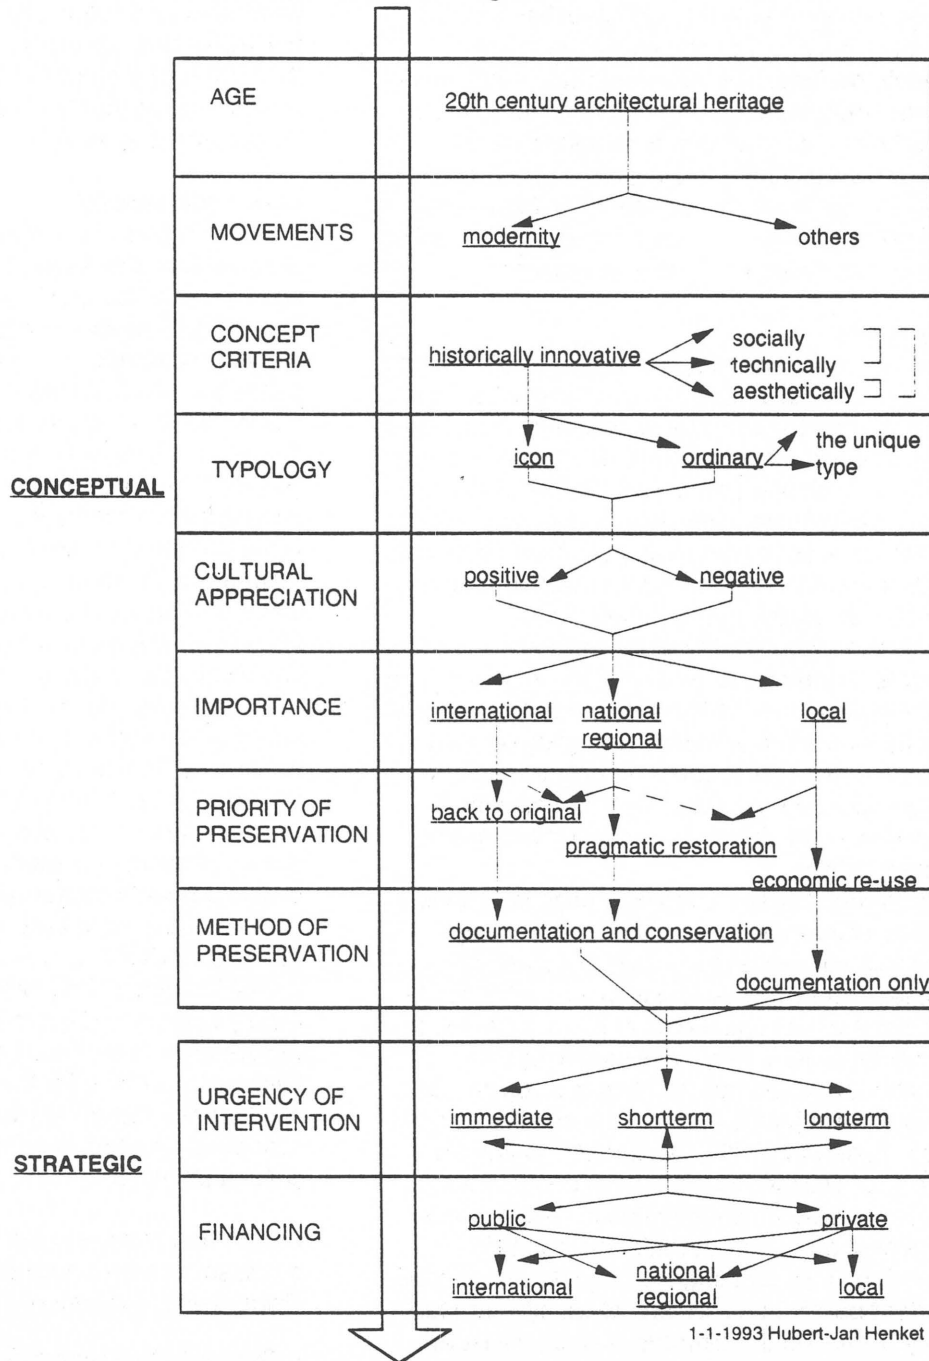 AGE
20th century architectural heritage
MOVEMENTS
modernity
others
CONCEPT
CRITERIA
historically innovative
socially
technically
aesthetically
CONCEPTUAL
TYPOLOGY
icon
ordinary
the unique
type
CULTURAL
APPRECIATION
positive
negative
IMPORTANCE
international
national
regional
local
PRIORITY OF
PRESERVATION
back to original
pragmatic restoration
economic re-use
METHOD OF
PRESERVATION
documentation and conservation
documentation only
STRATEGIC
URGENCY OF
INTERVENTION
immediate
shortterm
longterm
FINANCING
public
private
international
national
regional
local
1-1-1993 Hubert-Jan Henket